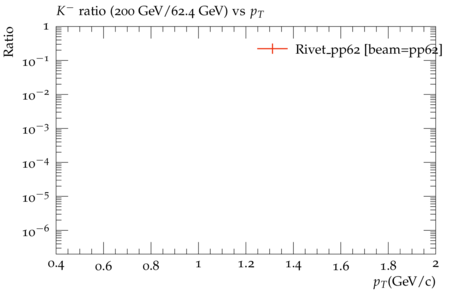 K⁻ ratio (200 GeV/62.4 GeV) vs p_T
Ratio
1
10⁻¹
10⁻²
10⁻³
10⁻⁴
10⁻⁵
10⁻⁶
Rivet_pp62 [beam=pp62]
0.4 0.6 0.8 1 1.2 1.4 1.6 1.8 2
p_T(GeV/c)